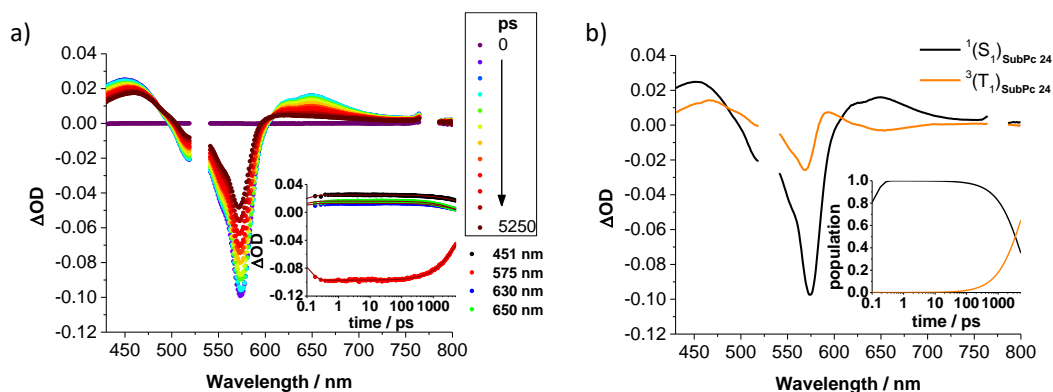 a)
ΔOD
0.04
0.02
0.00
-0.02
-0.04
-0.06
-0.08
-0.10
-0.12
450 500 550 600 650 700 750 800
Wavelength / nm
ΔOD
0.04
0.00
-0.04
-0.08
-0.12
0.1 1 10 100 1000
time / ps
ps
0
5250
451 nm
575 nm
630 nm
650 nm
b)
ΔOD
0.04
0.02
0.00
-0.02
-0.04
-0.06
-0.08
-0.10
-0.12
450 500 550 600 650 700 750 800
Wavelength / nm
¹(S₁)SubPc 24
³(T₁)SubPc 24
population
1.0
0.8
0.6
0.4
0.2
0.0
0.1 1 10 100 1000
time / ps